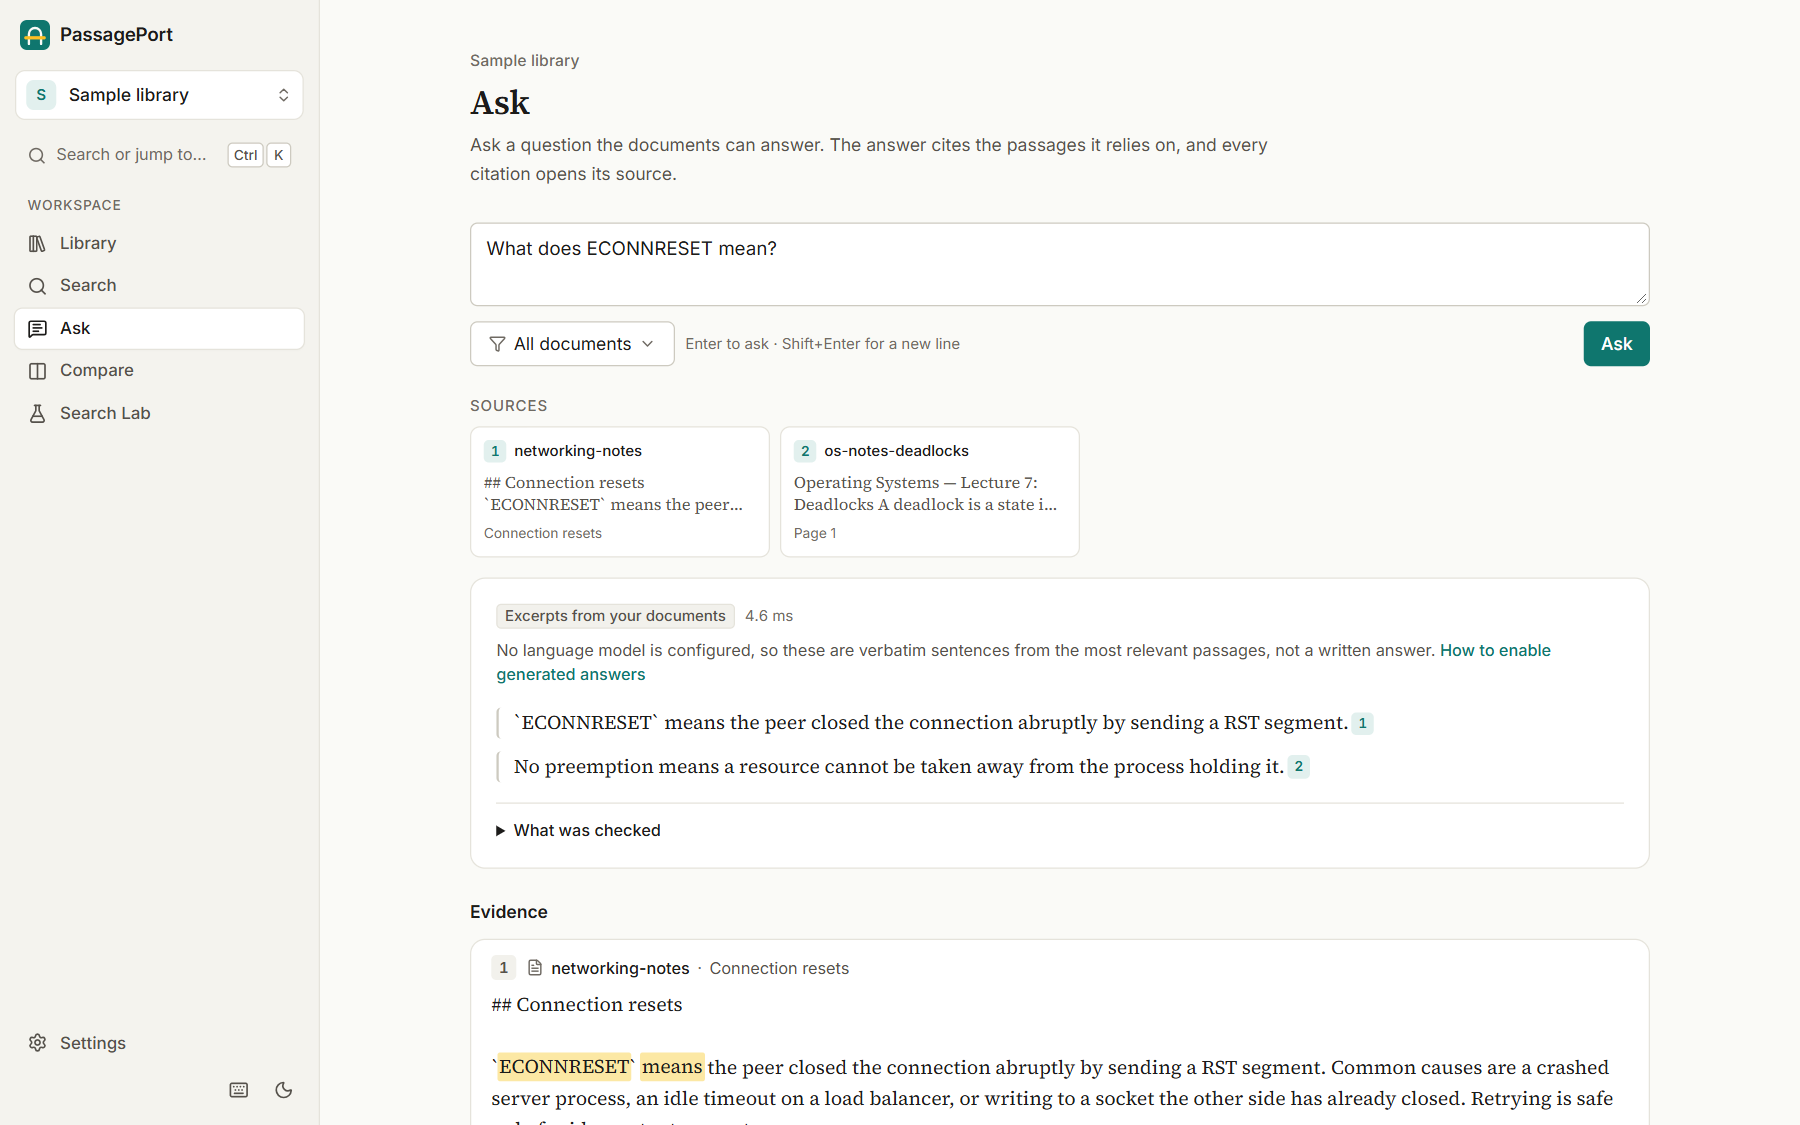 PassagePort
S Sample library
Search or jump to... Ctrl K
WORKSPACE
Library
Search
Ask
Compare
Search Lab
Settings
Sample library
Ask
Ask a question the documents can answer. The answer cites the passages it relies on, and every
citation opens its source.
What does ECONNRESET mean?
All documents Enter to ask · Shift+Enter for a new line Ask
SOURCES
1 networking-notes
## Connection resets
`ECONNRESET` means the peer...
Connection resets
2 os-notes-deadlocks
Operating Systems — Lecture 7:
Deadlocks A deadlock is a state i...
Page 1
Excerpts from your documents 4.6 ms
No language model is configured, so these are verbatim sentences from the most relevant passages, not a written answer. How to enable
generated answers
`ECONNRESET` means the peer closed the connection abruptly by sending a RST segment. 1
No preemption means a resource cannot be taken away from the process holding it. 2
What was checked
Evidence
1 networking-notes · Connection resets
## Connection resets
`ECONNRESET` means the peer closed the connection abruptly by sending a RST segment. Common causes are a crashed
server process, an idle timeout on a load balancer, or writing to a socket the other side has already closed. Retrying is safe